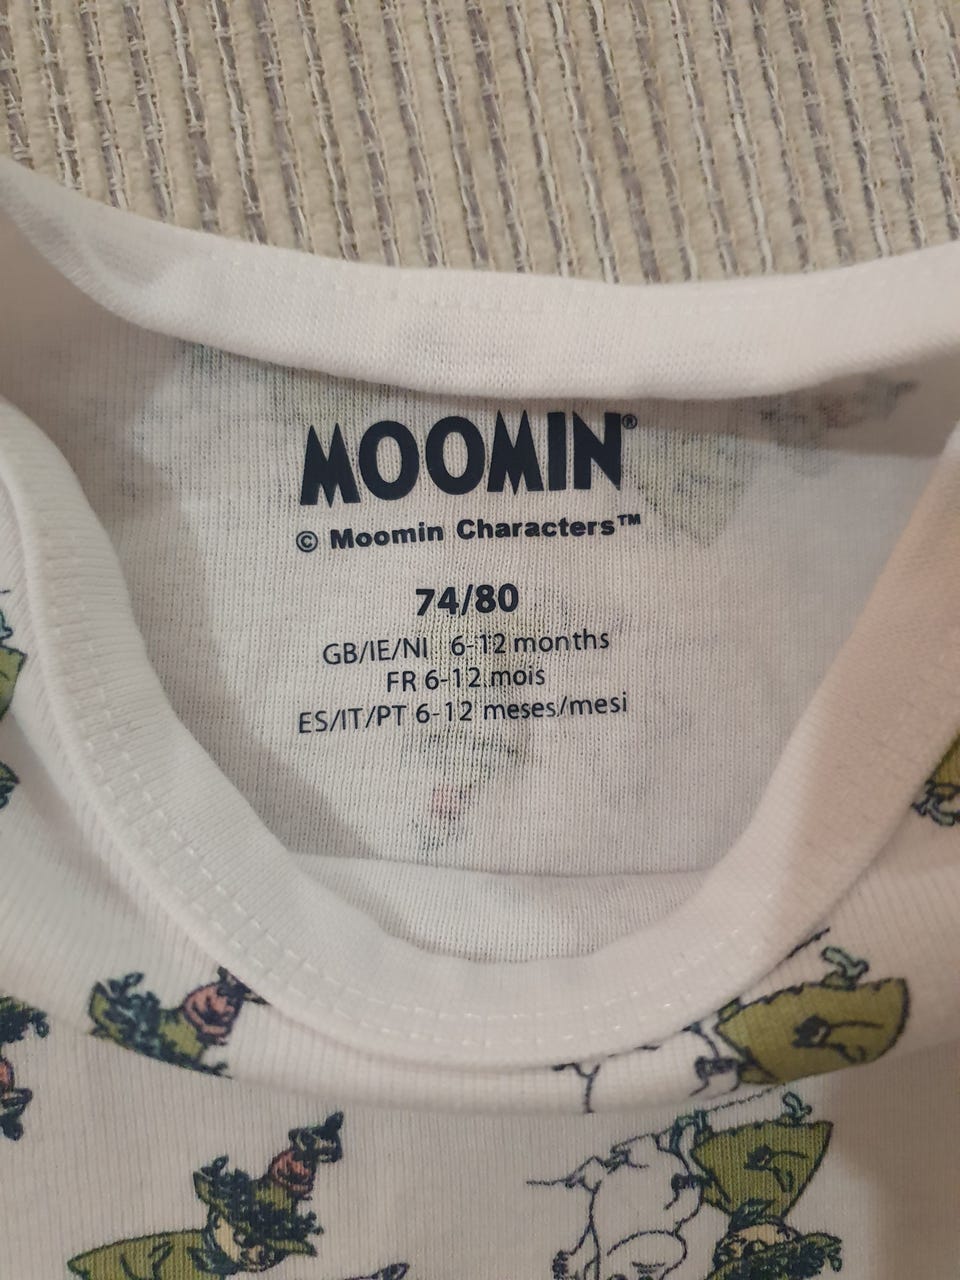 MOOMIN®
© Moomin Characters™
74/80
GB/IE/NI 6-12 months
FR 6-12 mois
ES/IT/PT 6-12 meses/mesi